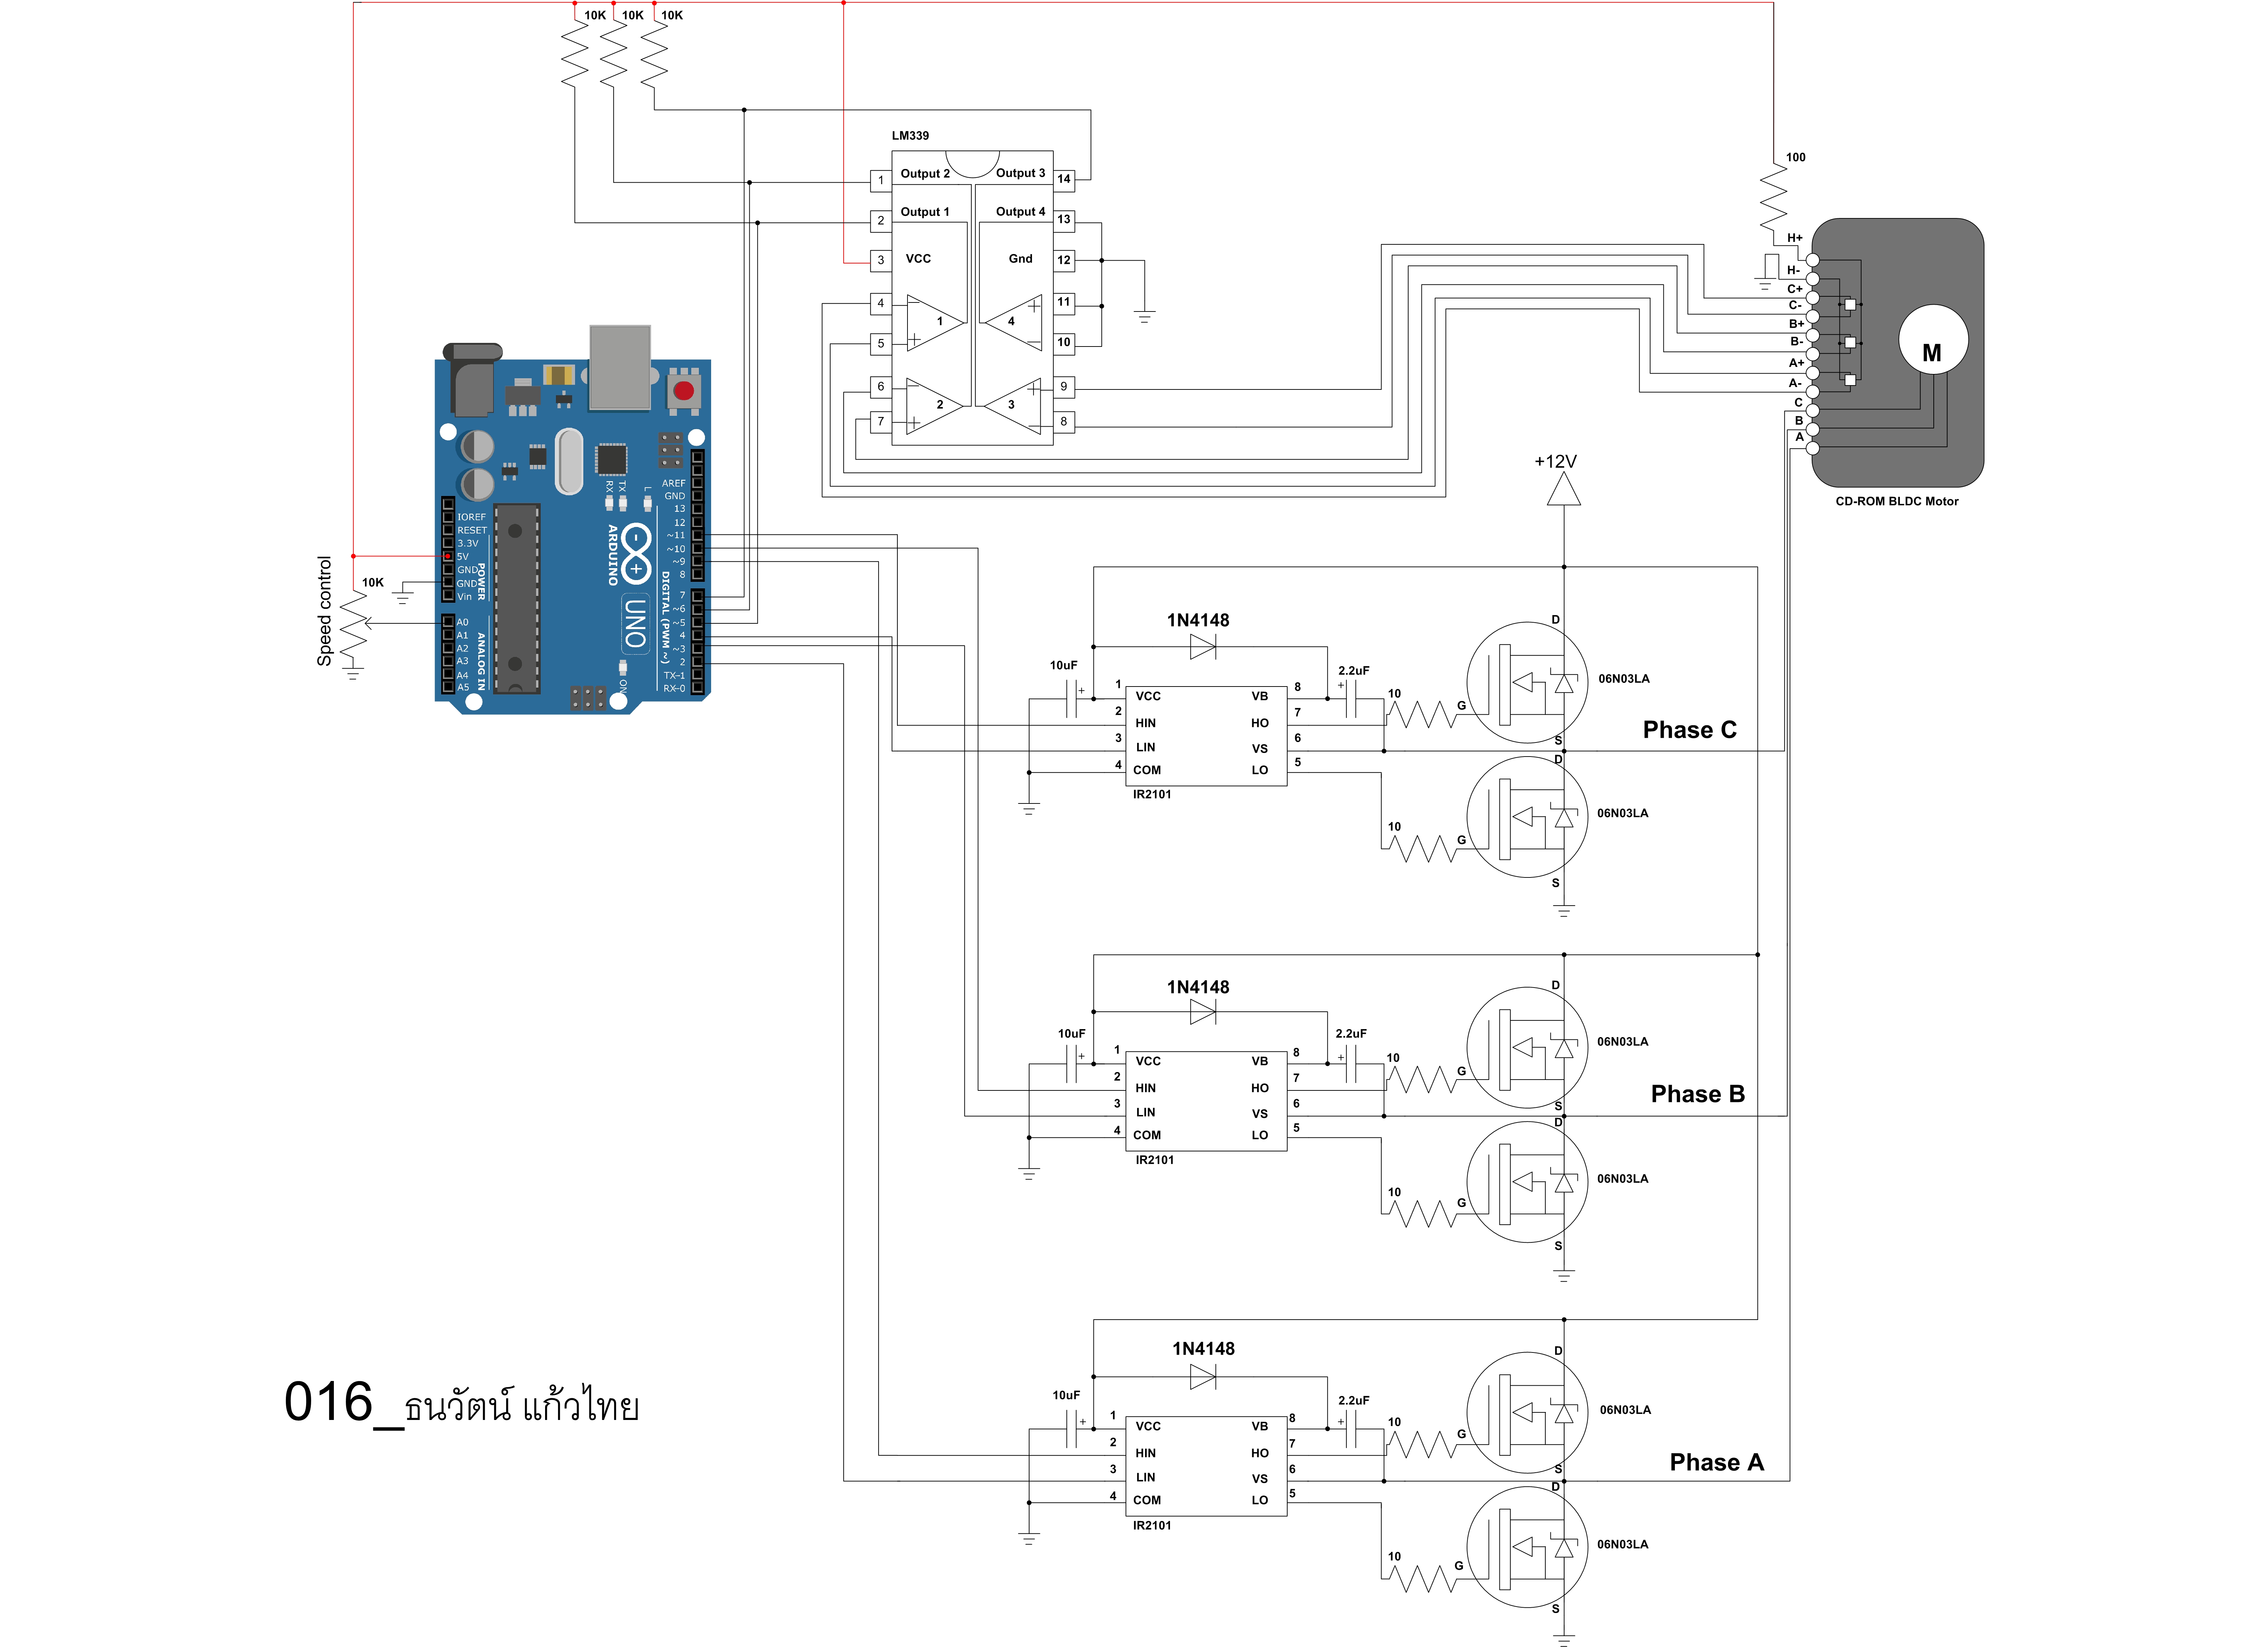 10K
10K
10K
100
LM339
1
Output 2
Output 3
14
2
Output 1
Output 4
13
3
VCC
Gnd
12
4
1
4
11
5
10
6
2
3
9
7
8
H+
H-
C+
C-
B+
B-
A+
A-
C
B
A
M
CD-ROM BLDC Motor
+12V
Speed control
10K
IOREF
RESET
3.3V
5V
GND
GND
Vin
POWER
A0
A1
A2
A3
A4
A5
ANALOG IN
RX
TX
L
ARDUINO
UNO
ON
AREF
GND
13
12
~11
~10
~9
8
7
~6
~5
4
~3
2
TX→1
RX←0
DIGITAL (PWM ~)
1N4148
10uF
+
2.2uF
+
1
VCC
VB
8
2
HIN
HO
7
3
LIN
VS
6
4
COM
LO
5
IR2101
10
G
D
S
06N03LA
Phase C
10
G
D
S
06N03LA
1N4148
10uF
+
2.2uF
+
1
VCC
VB
8
2
HIN
HO
7
3
LIN
VS
6
4
COM
LO
5
IR2101
10
G
D
S
06N03LA
Phase B
10
G
D
S
06N03LA
1N4148
10uF
+
2.2uF
+
1
VCC
VB
8
2
HIN
HO
7
3
LIN
VS
6
4
COM
LO
5
IR2101
10
G
D
S
06N03LA
Phase A
10
G
D
S
06N03LA
016_ธนวัตน์ แก้วไทย